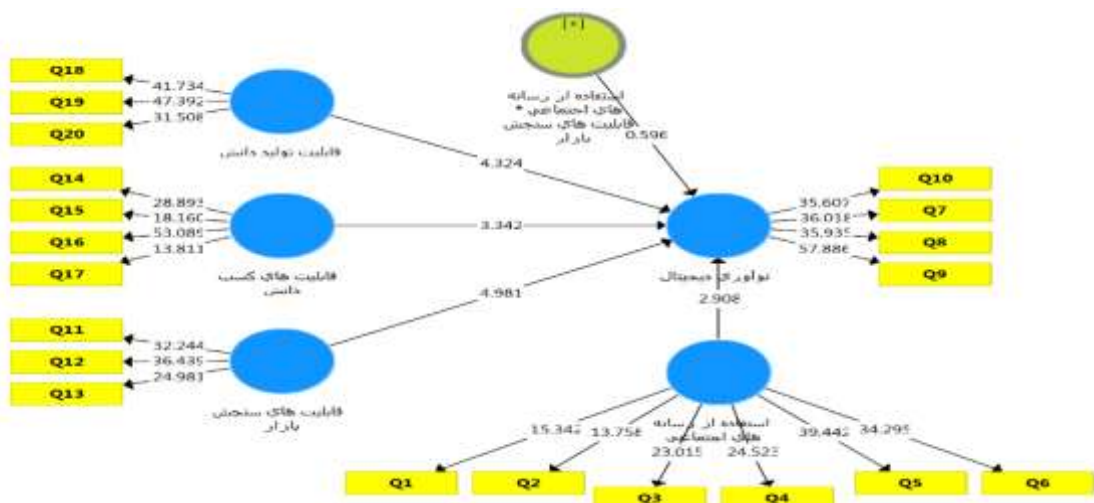 [+]
استفاده از رسانه
های اجتماعی *
قابلیت های سنجش
بازار
0.596
Q18
Q19
Q20
41.734
47.392
31.508
قابلیت تولید دانش
4.324
Q14
Q15
Q16
Q17
28.893
18.160
53.089
13.811
قابلیت های کسب
دانش
3.342
Q11
Q12
Q13
32.244
36.439
24.981
قابلیت های سنجش
بازار
4.981
Q10
Q7
Q8
Q9
35.607
36.018
35.935
57.886
نوآوری دیجیتال
2.908
استفاده از رسانه
های اجتماعی
15.342
13.758
23.015
24.523
39.442
34.295
Q1
Q2
Q3
Q4
Q5
Q6